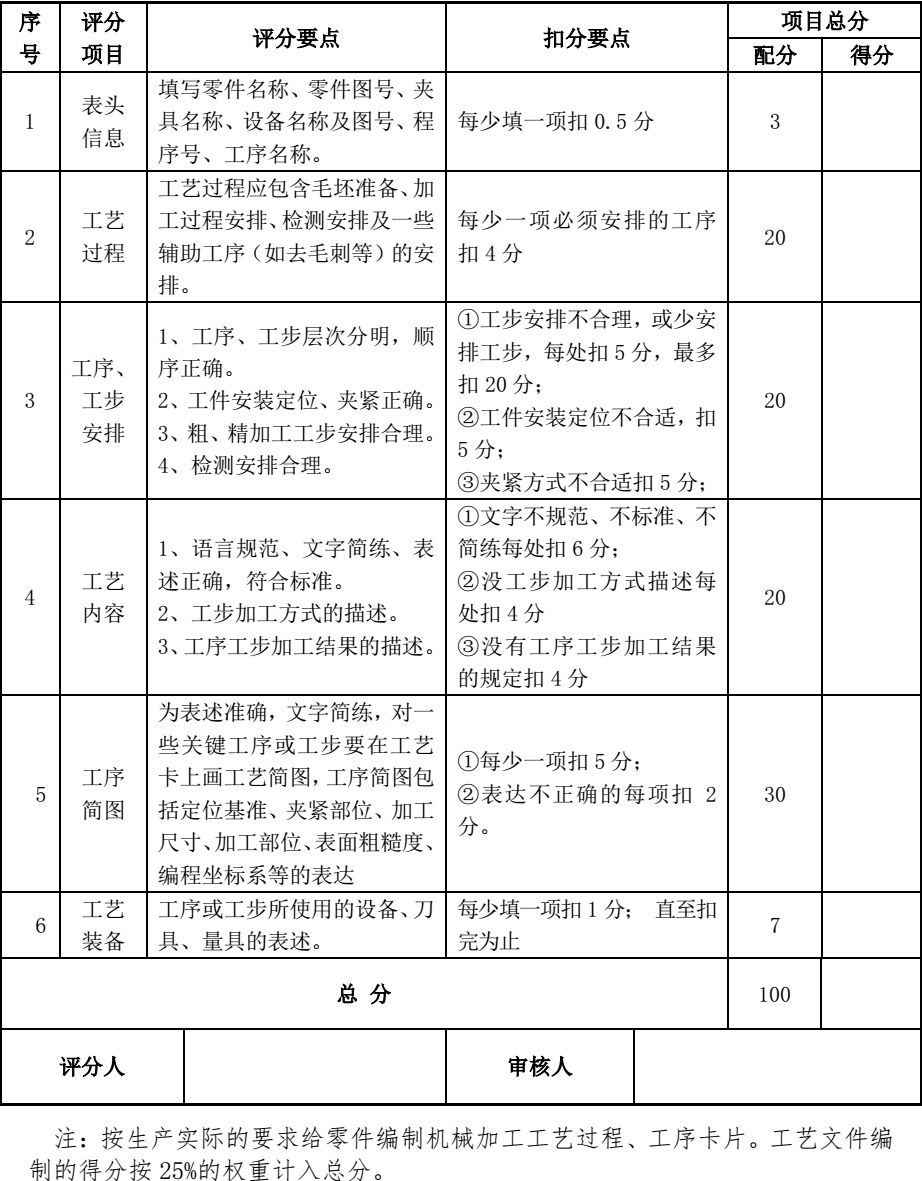 序号
评分项目
评分要点
扣分要点
项目总分
配分
得分
1
表头
信息
填写零件名称、零件图号、夹
具名称、设备名称及图号、程
序号、工序名称。
每少填一项扣 0.5 分
3
2
工艺
过程
工艺过程应包含毛坯准备、加
工过程安排、检测安排及一些
辅助工序（如去毛刺等）的安
排。
每少一项必须安排的工序
扣 4 分
20
3
工序、
工步
安排
1、工序、工步层次分明，顺
序正确。
2、工件安装定位、夹紧正确。
3、粗、精加工工步安排合理。
4、检测安排合理。
①工步安排不合理，或少安
排工步，每处扣 5 分，最多
扣 20 分；
②工件安装定位不合适，扣
5 分；
③夹紧方式不合适扣 5 分；
20
4
工艺
内容
1、语言规范、文字简练、表
述正确，符合标准。
2、工步加工方式的描述。
3、工序工步加工结果的描述。
①文字不规范、不标准、不
简练每处扣 6 分；
②没工步加工方式描述每
处扣 4 分
③没有工序工步加工结果
的规定扣 4 分
20
5
工序
简图
为表述准确，文字简练，对一
些关键工序或工步要在工艺
卡上画工艺简图，工序简图包
括定位基准、夹紧部位、加工
尺寸、加工部位、表面粗糙度、
编程坐标系等的表达
①每少一项扣 5 分；
②表达不正确的每项扣 2
分。
30
6
工艺
装备
工序或工步所使用的设备、刀
具、量具的表述。
每少填一项扣 1 分； 直至扣
完为止
7
总 分
100
评分人
审核人
注：按生产实际的要求给零件编制机械加工工艺过程、工序卡片。工艺文件编
制的得分按 25%的权重计入总分。